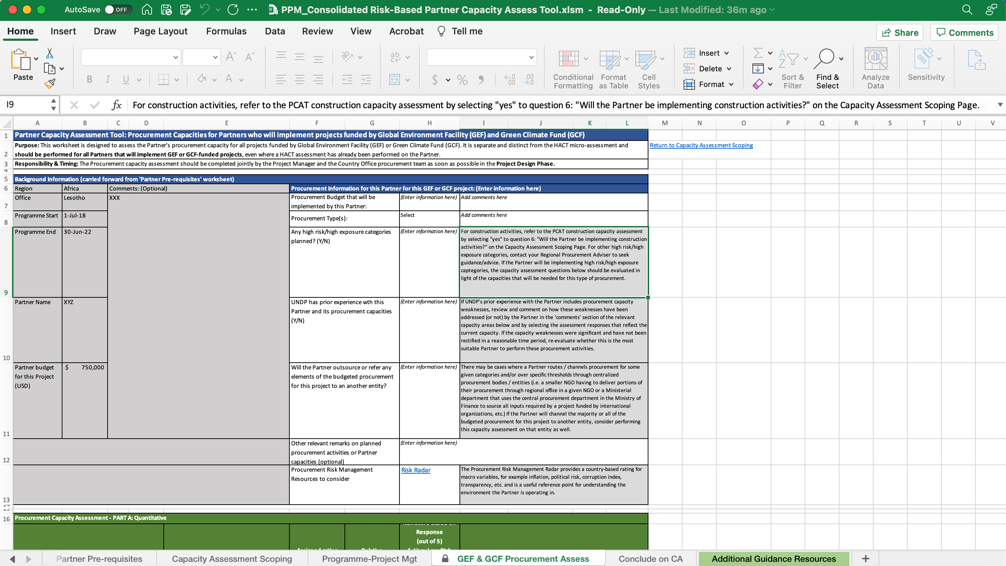 AutoSave OFF
PPM_Consolidated Risk-Based Partner Capacity Assess Tool.xlsm - Read-Only — Last Modified: 36m ago
Home Insert Draw Page Layout Formulas Data Review View Acrobat Tell me
Share Comments
Paste
Conditional Formatting
Format as Table
Cell Styles
Insert
Delete
Format
Sort & Filter
Find & Select
Analyze Data
Sensitivity
I9
fx For construction activities, refer to the PCAT construction capacity assessment by selecting "yes" to question 6: "Will the Partner be implementing construction activities?" on the Capacity Assessment Scoping Page.
A B C D E F G H I J K L M N O P Q R S T U V
1 Partner Capacity Assessment Tool: Procurement Capacities for Partners who will implement projects funded by Global Environment Facility (GEF) and Green Climate Fund (GCF)
Purpose: This worksheet is designed to assess the Partner's procurement capacity for all projects funded by Global Environment Facility (GEF) or Green Climate Fund (GCF). It is separate and distinct from the HACT micro-assessment and
Return to Capacity Assessment Scoping
2 should be performed for all Partners that will implement GEF or GCF-funded projects, even where a HACT assessment has already been performed on the Partner.
3 Responsibility & Timing: The Procurement capacity assessment should be completed jointly by the Project Manager and the Country Office procurement team as soon as possible in the Project Design Phase.
4
5 Background Information (carried forward from 'Partner Pre-requisites' worksheet)
6 Region Africa Comments: (Optional) Procurement Information for this Partner for this GEF or GCF project: (Enter information here)
Office Lesotho XXX Procurement Budget that will be (Enter information here) Add comments here
7 implemented by this Partner:
Programme Start 1-Jul-18 Procurement Type(s): Select Add comments here
8
Programme End 30-Jun-22 Any high risk/high exposure categories planned? (Y/N) (Enter information here)
For construction activities, refer to the PCAT construction capacity assessment
by selecting "yes" to question 6: "Will the Partner be implementing construction
activities?" on the Capacity Assessment Scoping Page. For other high risk/high
exposure categories, contact your Regional Procurement Adviser to seek
guidance/advice. If the Partner will be implementing high risk/high exposure
captegories, the capacity assessment questions below should be evaluated in
light of the capacities that will be needed for this type of procurement.
9
Partner Name XYZ
UNDP has prior experience wth this
Partner and its procurement capacities
(Y/N)
(Enter information here)
If UNDP's prior experience with the Partner includes procurement capacity
weaknesses, review and comment on how these weaknesses have been
addressed (or not) by the Partner in the 'comments' section of the relevant
capacity areas below and by selecting the assessment responses that reflect the
current capacity. If the capacity weaknesses were significant and have not been
rectified in a reasonable time period, re-evaluate whether this is the most
suitable Partner to perform these procurement activities.
10
Partner budget
for this Project
(USD)
$ 750,000
Will the Partner outsource or refer any
elements of the budgeted procurement
for this project to an another entity?
(Enter information here)
There may be cases where a Partner routes / channels procurement for some
given categories and/or over specific thresholds through centralized
procurement bodies / entities (i.e. a smaller NGO having to deliver portions of
their procurement through regional office in a given NGO or a Ministerial
department that uses the central procurement department in the Ministry of
Finance to source all inputs required by a project funded by international
organizations, etc.) If the Partner will channel the majority or all of the
budgeted procurement for this project to another entity, consider performing
this capacity assessment on that entity as well.
11
Other relevant remarks on planned
procurement activities or Partner
capacities (optional)
(Enter information here)
12
Procurement Risk Management
Resources to consider
Risk Radar
The Procurement Risk Management Radar provides a country-based rating for
macro variables, for example inflation, political risk, corruption index,
transparency, etc. and is a useful reference point for understanding the
environment the Partner is operating in.
13
16 Procurement Capacity Assessment - PART A: Quantitative
Response
(out of 5)
Partner Pre-requisites Capacity Assessment Scoping Programme-Project Mgt GEF & GCF Procurement Assess Conclude on CA Additional Guidance Resources +